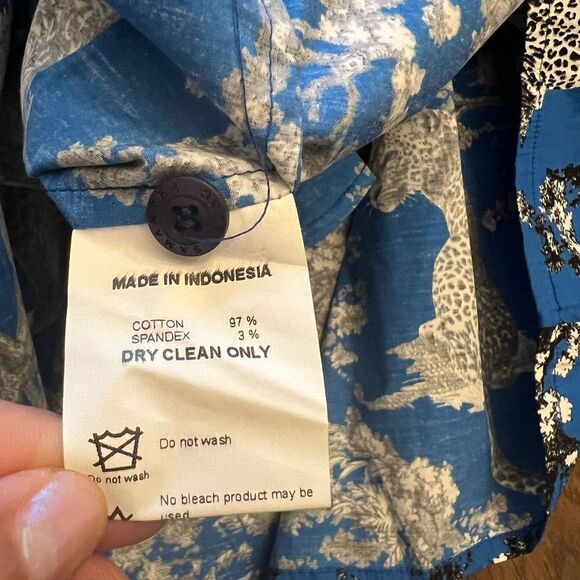 MADE IN INDONESIA
COTTON 97 %
SPANDEX 3 %
DRY CLEAN ONLY
Do not wash
Do not wash
No bleach product may be
used